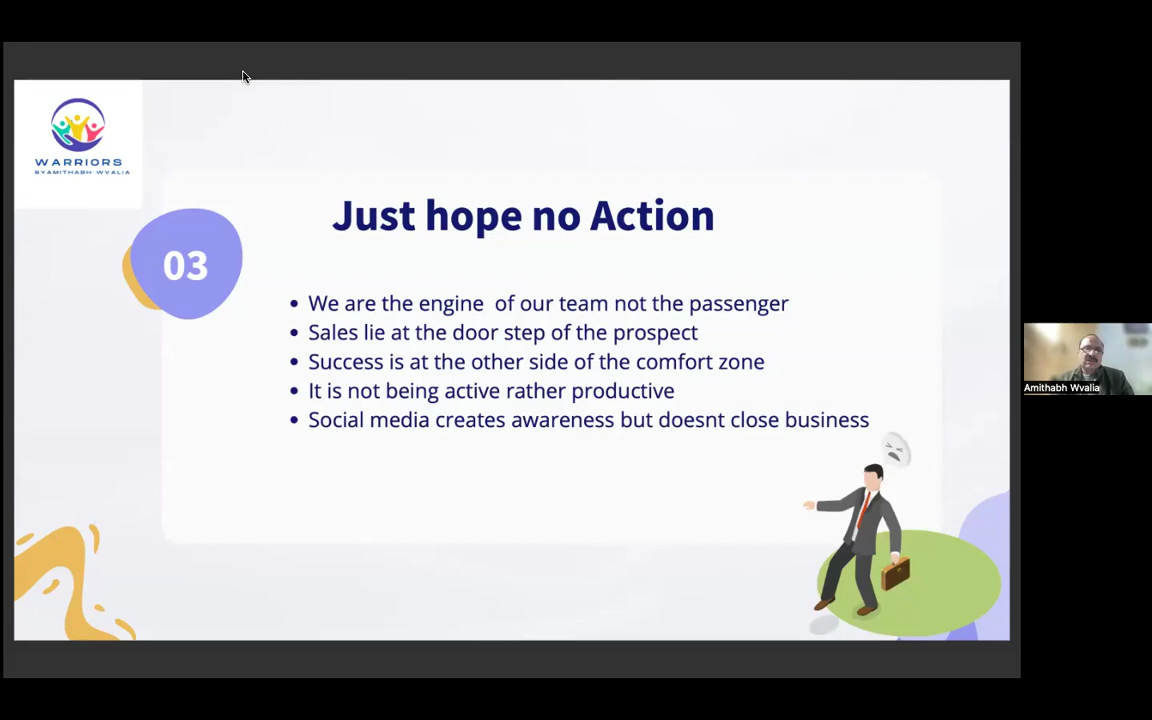 WARRIORS
BYAMITHABH WVALIA
Just hope no Action
03
We are the engine  of our team not the passenger
Sales lie at the door step of the prospect
Success is at the other side of the comfort zone
It is not being active rather productive
Social media creates awareness but doesnt close business
Amithabh Wvalia